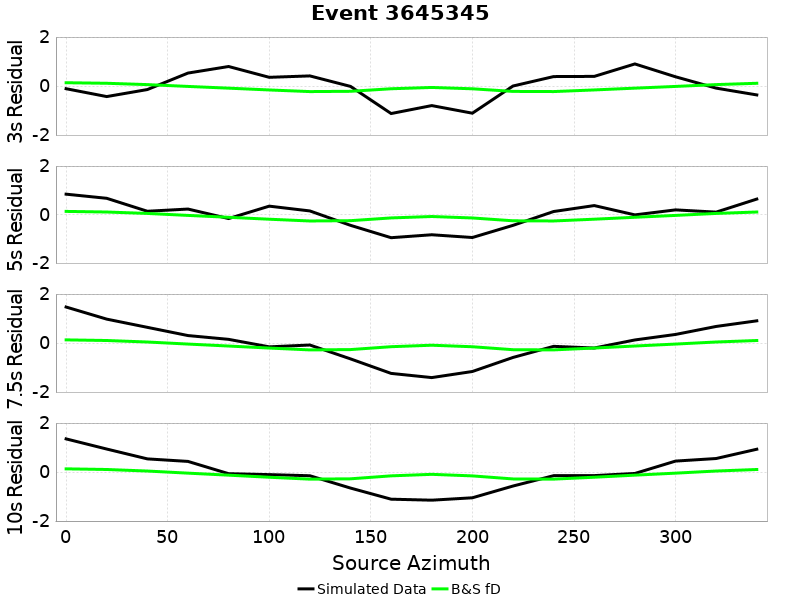 Event 3645345
3s Residual
2
0
-2
5s Residual
2
0
-2
7.5s Residual
2
0
-2
10s Residual
2
0
-2
0 50 100 150 200 250 300
Source Azimuth
Simulated Data B&S fD